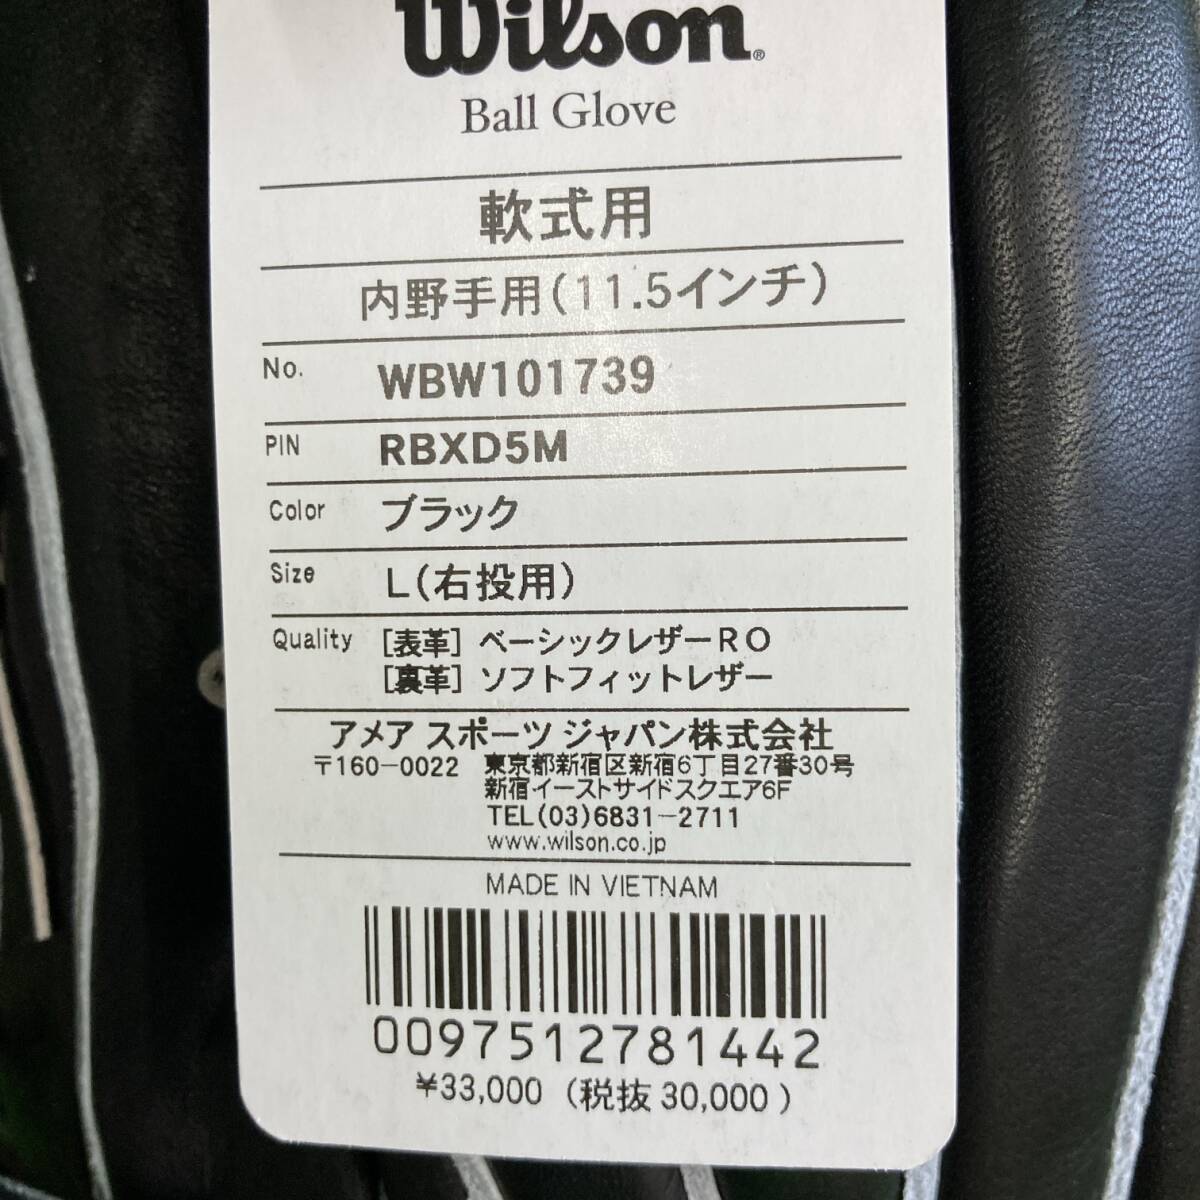 Wilson®
Ball Glove
軟式用
内野手用(11.5インチ)
No. WBW101739
PIN RBXD5M
Color ブラック
Size L(右投用)
Quality [表革] ベーシックレザーRO
[裏革] ソフトフィットレザー
アメア スポーツ ジャパン株式会社
〒160-0022 東京都新宿区新宿6丁目27番30号
新宿イーストサイドスクエア6F
TEL(03)6831-2711
www.wilson.co.jp
MADE IN VIETNAM
0097512781442
¥33,000 (税抜 30,000)